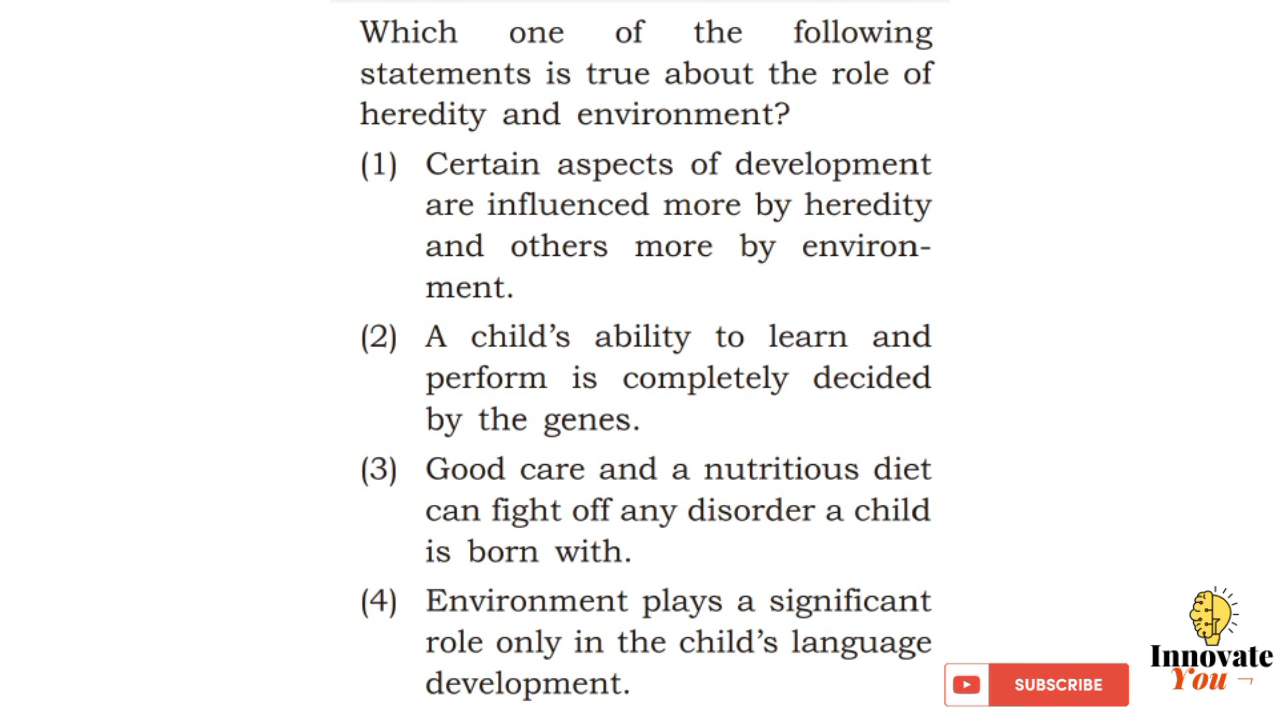 Which one of the following
statements is true about the role of
heredity and environment?
(1) Certain aspects of development
are influenced more by heredity
and others more by environ-
ment.
(2) A child's ability to learn and
perform is completely decided
by the genes.
(3) Good care and a nutritious diet
can fight off any disorder a child
is born with.
(4) Environment plays a significant
role only in the child's language
development.
SUBSCRIBE
Innovate
You